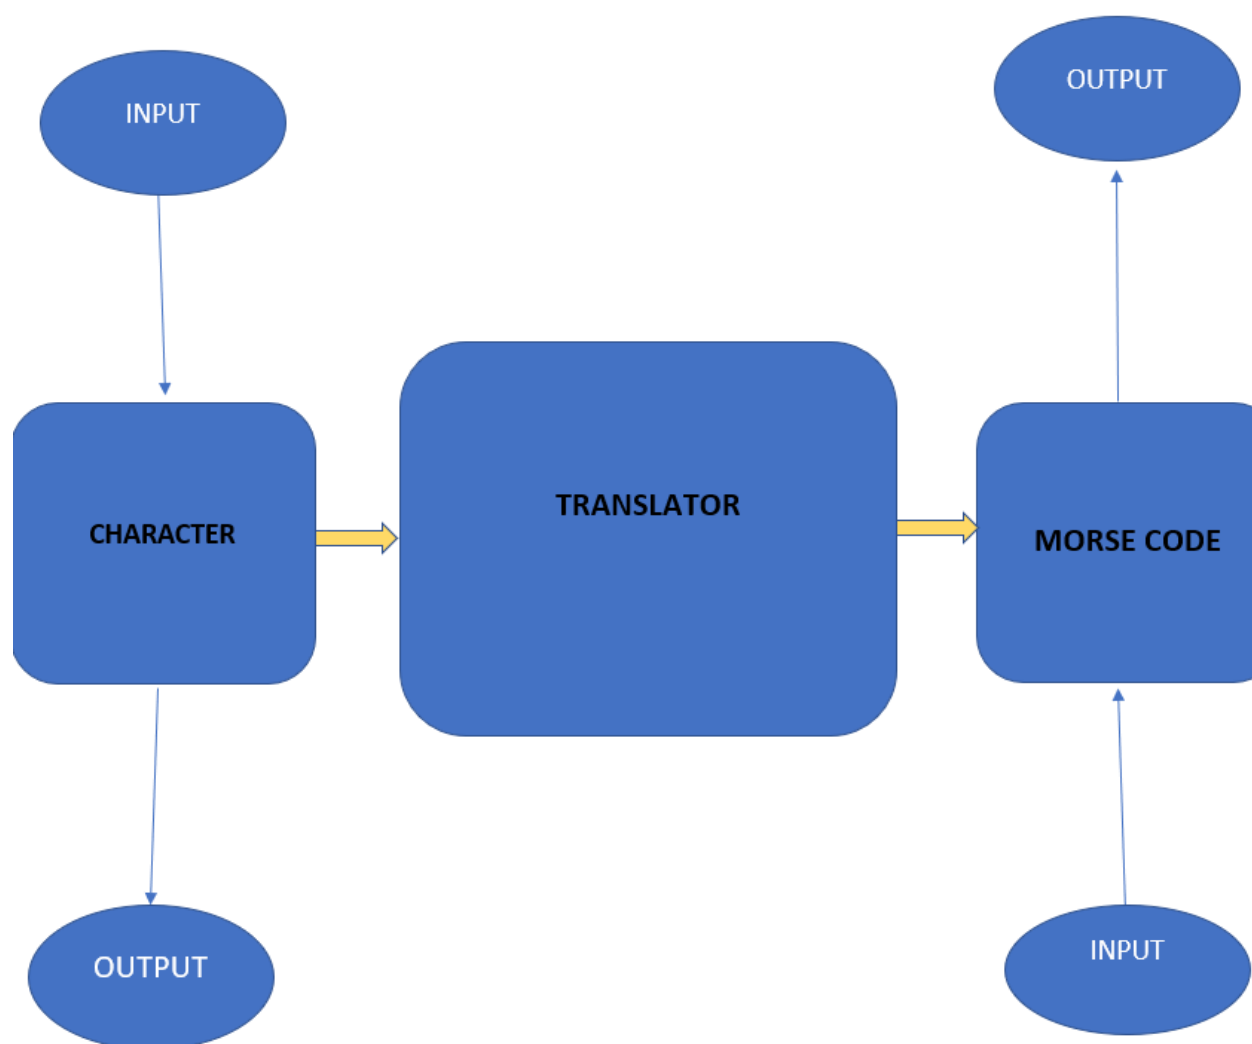 INPUT
OUTPUT
CHARACTER
TRANSLATOR
MORSE CODE
OUTPUT
INPUT